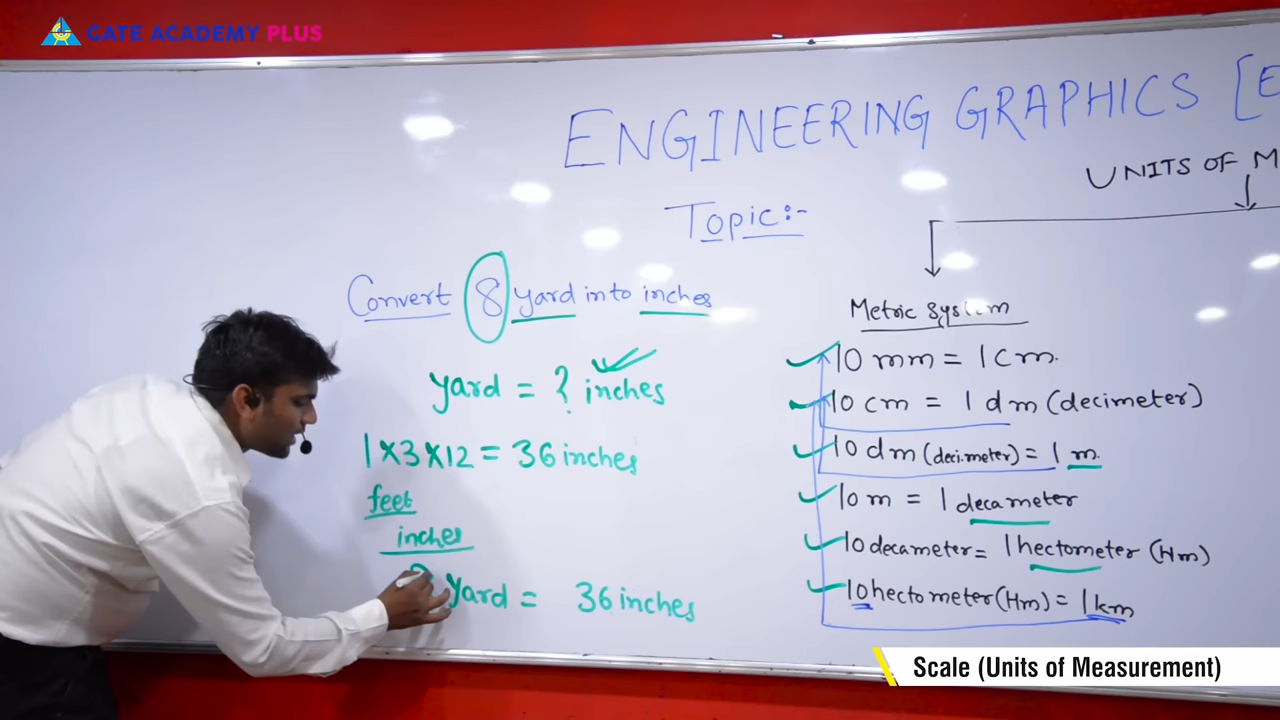 GATE ACADEMY PLUS
ENGINEERING GRAPHICS [E
UNITS OF M
Topic:-
Convert 8 yard into inches
yard = ? inches
1×3×12 = 36 inches
feet
inches
yard = 36 inches
Metric System
10 mm = 1 cm.
10 cm = 1 dm (decimeter)
10 dm (decimeter) = 1 m.
10 m = 1 decameter
10 decameter = 1 hectometer (Hm)
10 hectometer (Hm) = 1 km
Scale (Units of Measurement)